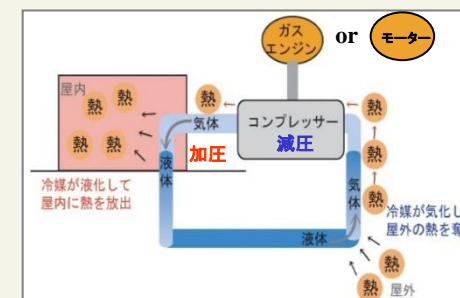 ガス
エンジン
or
モーター
屋内
熱
熱
熱
熱
熱
気体
コンプレッサー
減圧
加圧
液体
気体
液体
熱
熱
熱
冷媒が液化して
屋内に熱を放出
冷媒が気化し
屋外の熱を奪
熱
熱
屋外